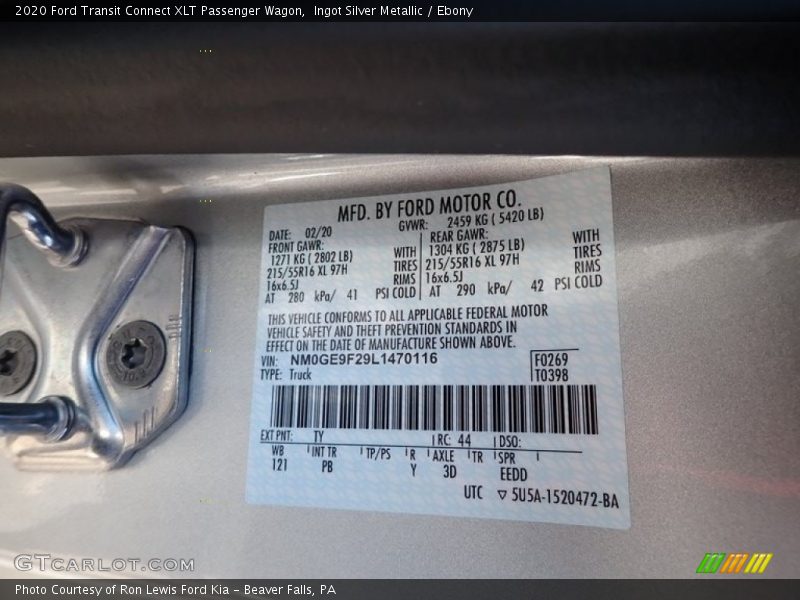 2020 Ford Transit Connect XLT Passenger Wagon, Ingot Silver Metallic / Ebony
MFD. BY FORD MOTOR CO.
DATE: 02/20 GVWR: 2459 KG ( 5420 LB)
FRONT GAWR: REAR GAWR:
1271 KG ( 2802 LB) WITH 1304 KG ( 2875 LB) WITH
215/55R16 XL 97H TIRES 215/55R16 XL 97H TIRES
16x6.5J RIMS 16x6.5J RIMS
AT 280 kPa/ 41 PSI COLD AT 290 kPa/ 42 PSI COLD
THIS VEHICLE CONFORMS TO ALL APPLICABLE FEDERAL MOTOR
VEHICLE SAFETY AND THEFT PREVENTION STANDARDS IN
EFFECT ON THE DATE OF MANUFACTURE SHOWN ABOVE.
VIN: NM0GE9F29L1470116 F0269
TYPE: Truck T0398
EXT PNT: TY RC: 44 DSO:
WB INT TR TP/PS R AXLE TR SPR
121 PB Y 3D EEDD
UTC ▽ 5U5A-1520472-BA
GTCARLOT.COM
Photo Courtesy of Ron Lewis Ford Kia - Beaver Falls, PA